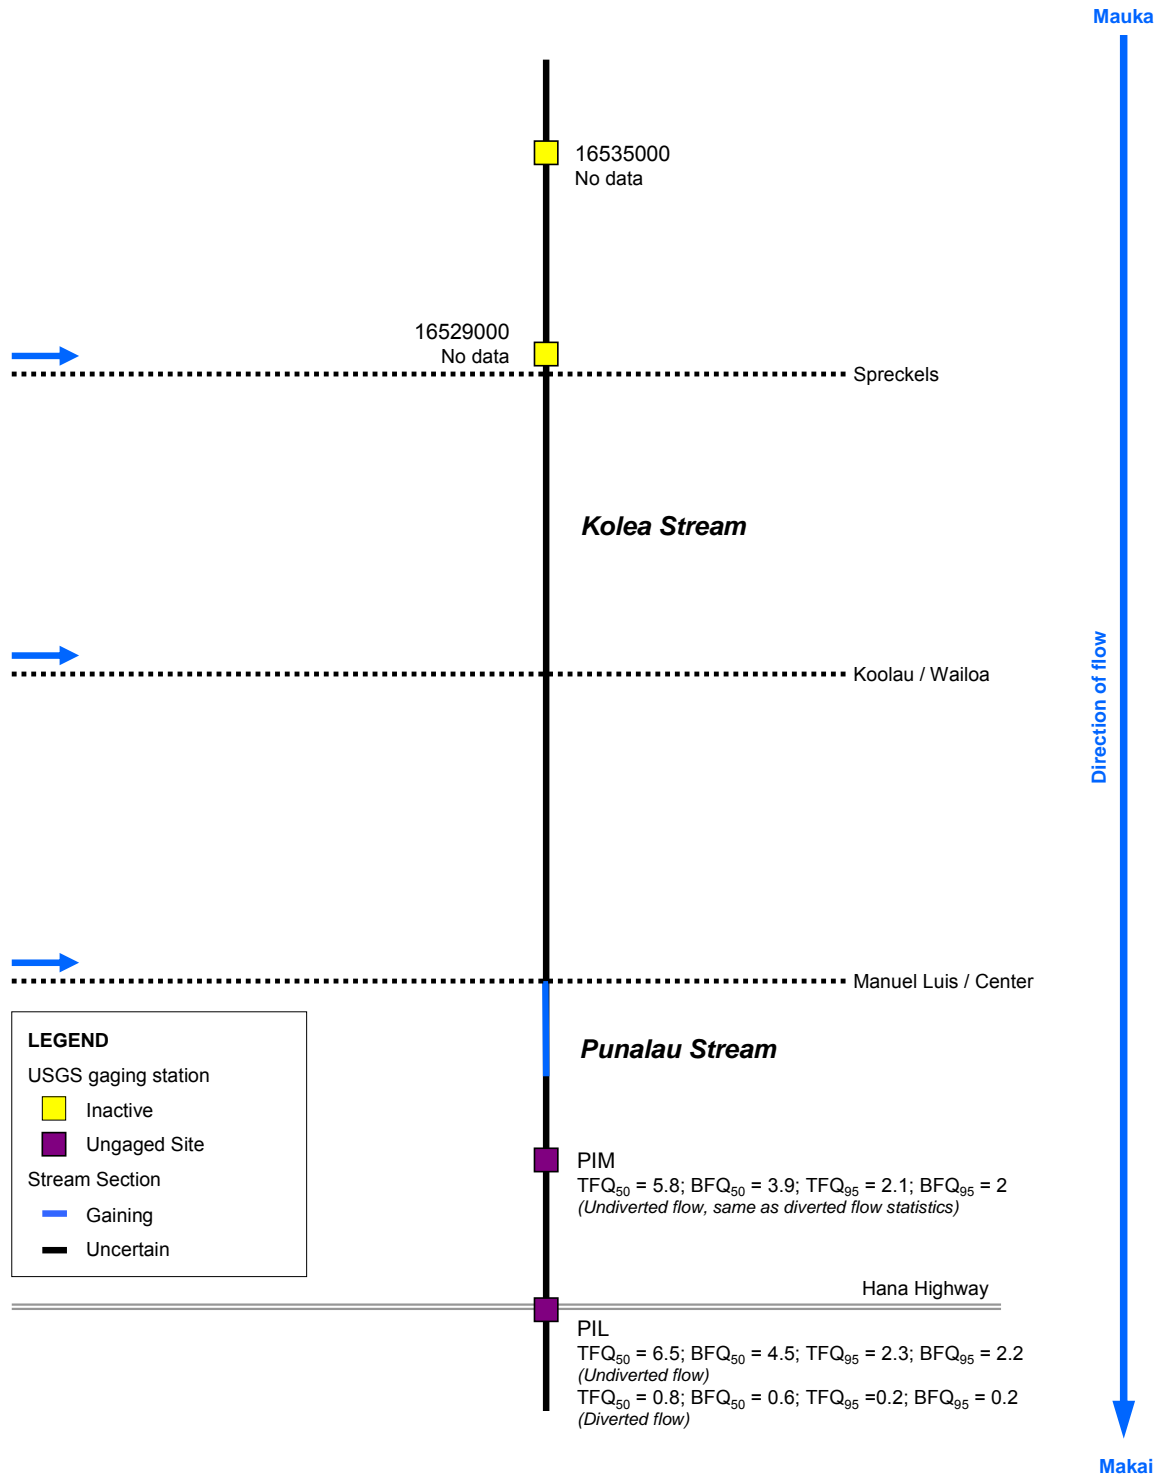 Mauka
16535000
No data
16529000
No data
Spreckels
Kolea Stream
Koolau / Wailoa
Direction of flow
Manuel Luis / Center
Punalau Stream
LEGEND
USGS gaging station
Inactive
Ungaged Site
Stream Section
Gaining
Uncertain
PIM
TFQ50 = 5.8; BFQ50 = 3.9; TFQ95 = 2.1; BFQ95 = 2
(Undiverted flow, same as diverted flow statistics)
Hana Highway
PIL
TFQ50 = 6.5; BFQ50 = 4.5; TFQ95 = 2.3; BFQ95 = 2.2
(Undiverted flow)
TFQ50 = 0.8; BFQ50 = 0.6; TFQ95 =0.2; BFQ95 = 0.2
(Diverted flow)
Makai